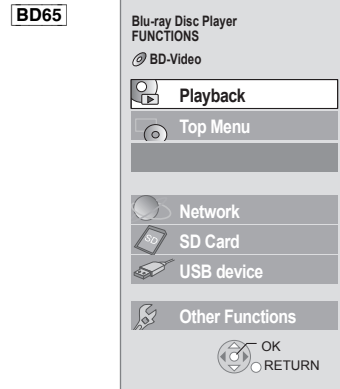 BD65
Blu-ray Disc Player
FUNCTIONS
BD-Video
Playback
Top Menu
Network
SD
SD Card
USB device
Other Functions
OK
RETURN